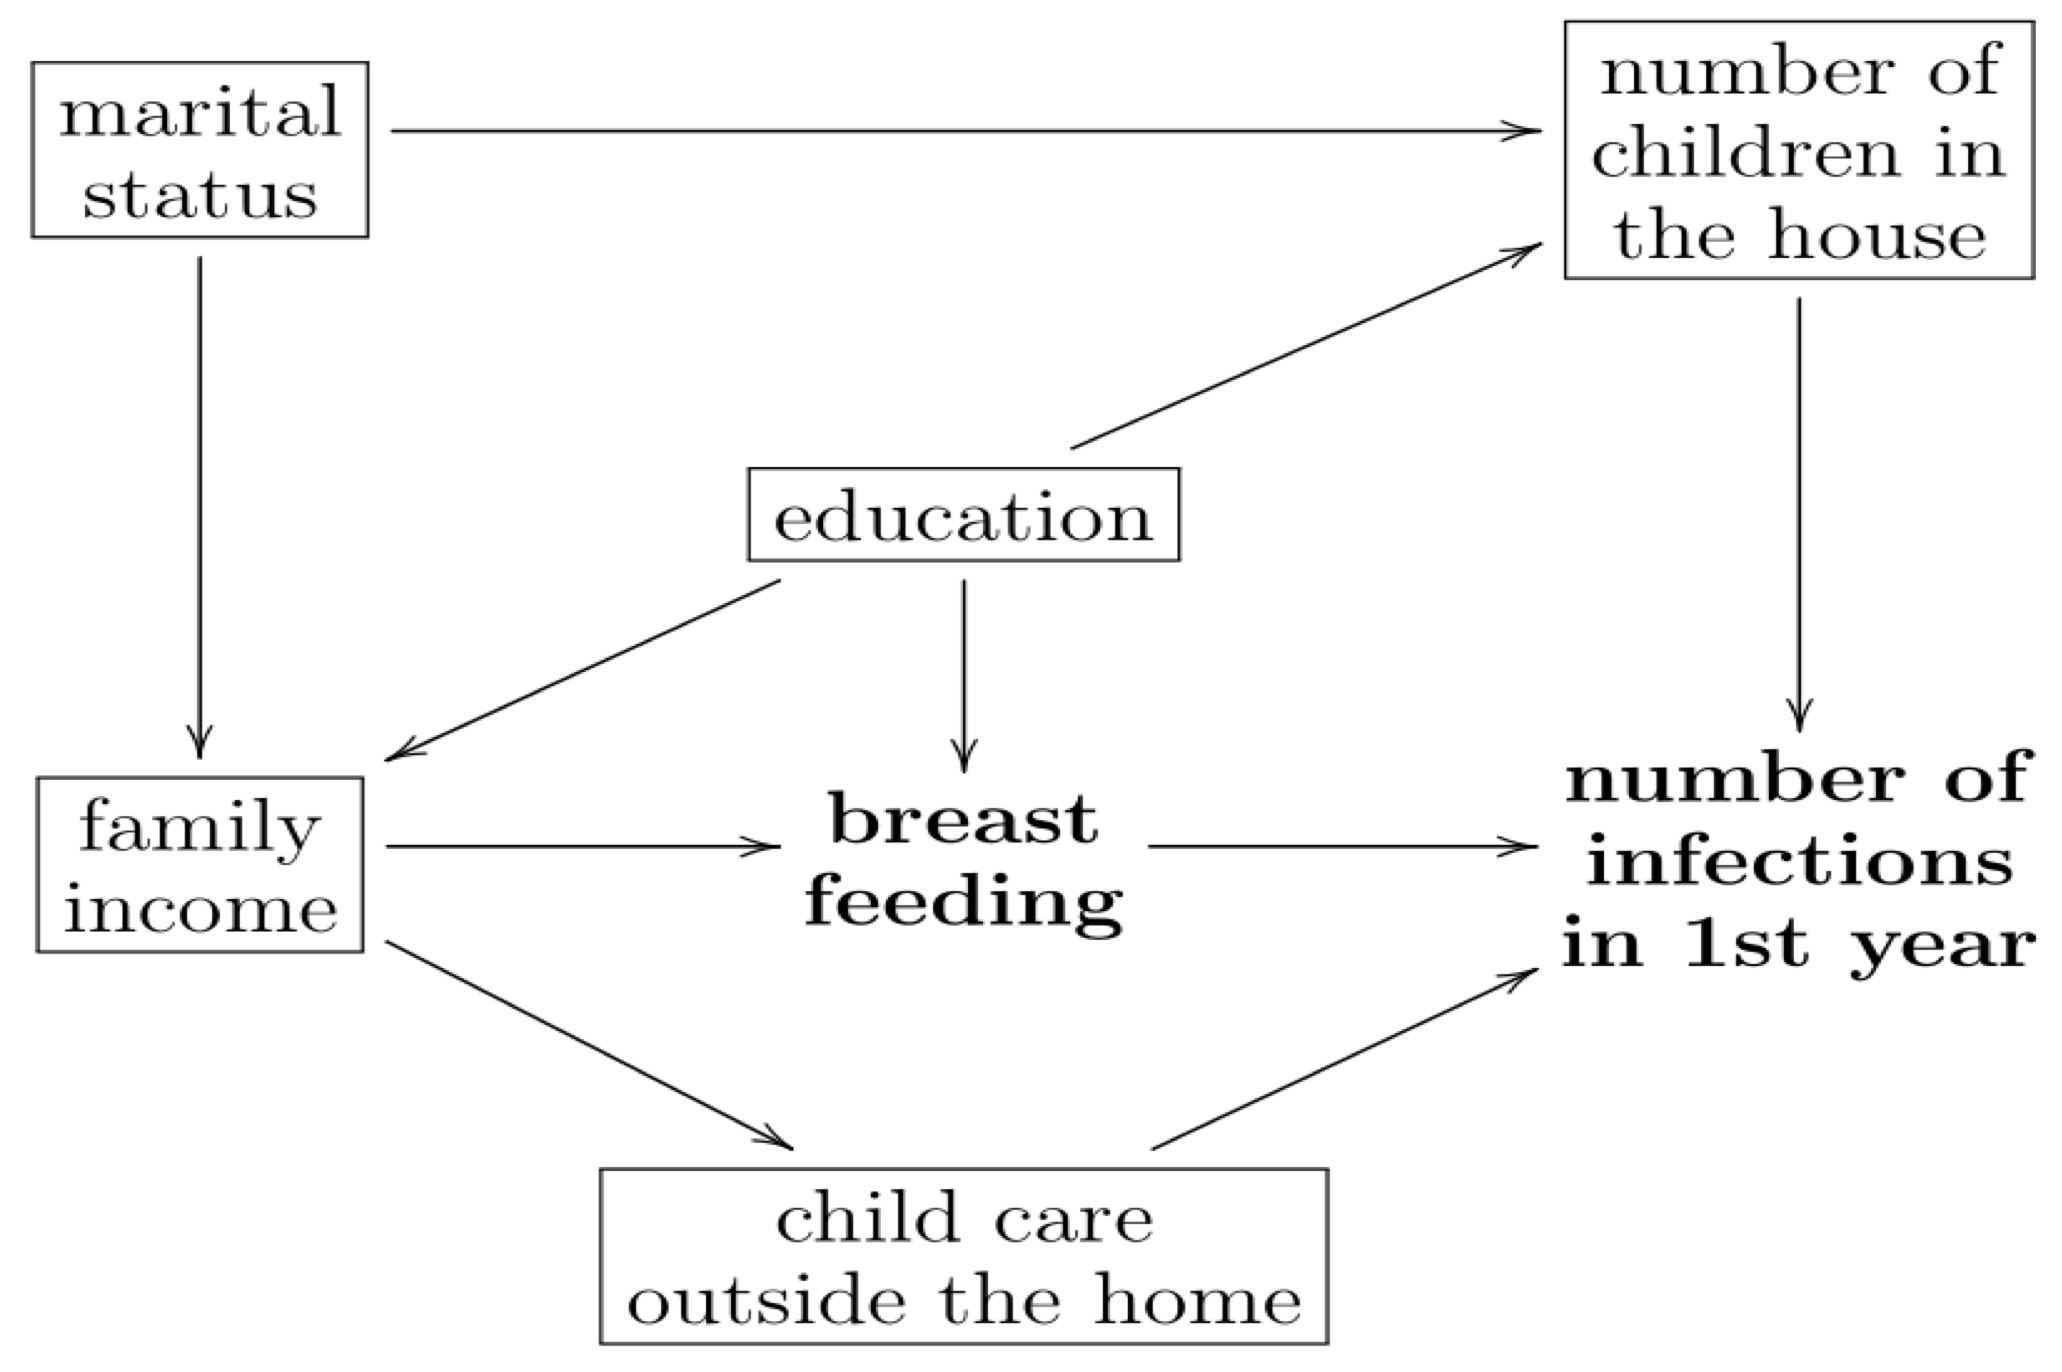 marital
status
number of
children in
the house
education
family
income
breast
feeding
number of
infections
in 1st year
child care
outside the home